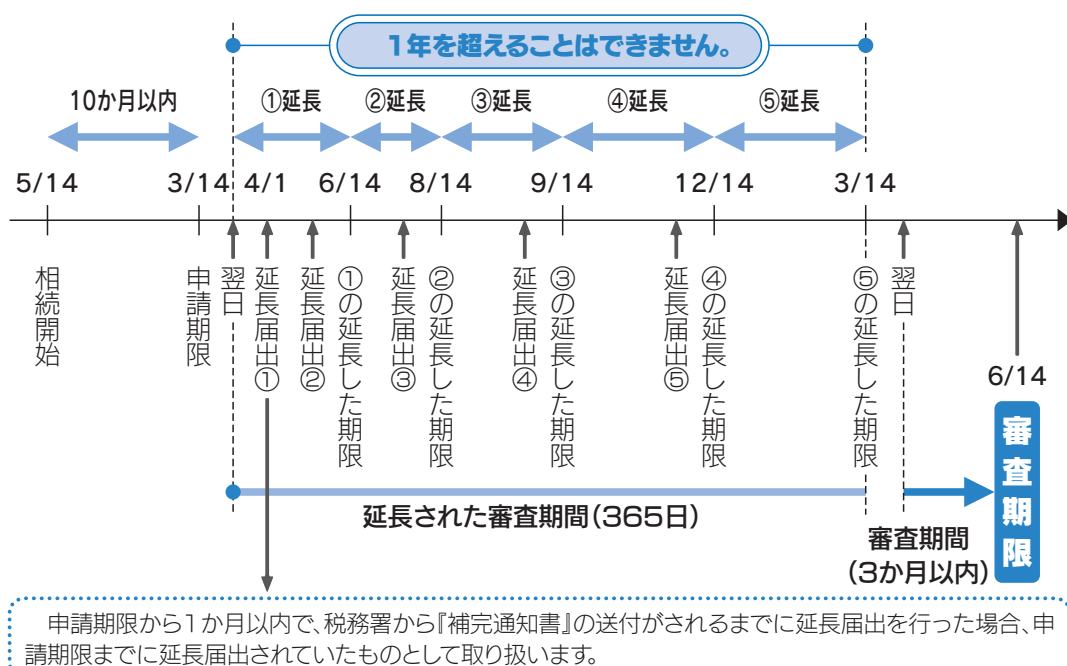 1年を超えることはできません。
10か月以内
①延長
②延長
③延長
④延長
⑤延長
5/14
3/14
4/1
6/14
8/14
9/14
12/14
3/14
相続開始
申請期限
翌日
延長届出①
延長届出②
①の延長した期限
延長届出③
②の延長した期限
延長届出④
③の延長した期限
延長届出⑤
④の延長した期限
⑤の延長した期限
翌日
6/14
審査期限
延長された審査期間(365日)
審査期間
(3か月以内)
申請期限から1か月以内で、税務署から『補完通知書』の送付がされるまでに延長届出を行った場合、申
請期限までに延長届出されていたものとして取り扱います。